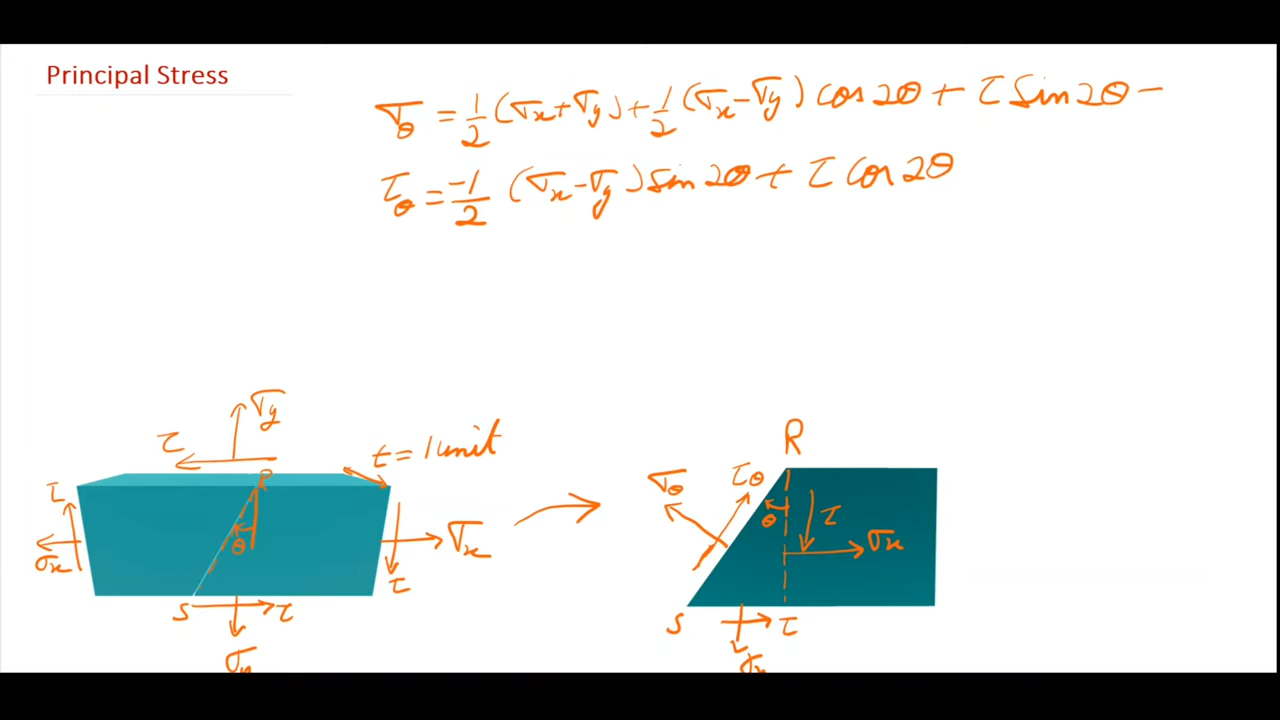 Principal Stress
σθ = 1/2 (σx + σy) + 1/2 (σx − σy) cos 2θ + τ sin 2θ −
τθ = −1/2 (σx − σy) sin 2θ + τ cos 2θ
σy
τ
t = 1 unit
R
τ
θ
σx
σx
τ
S
τ
R
σθ
τθ
θ
τ
σx
S
τ